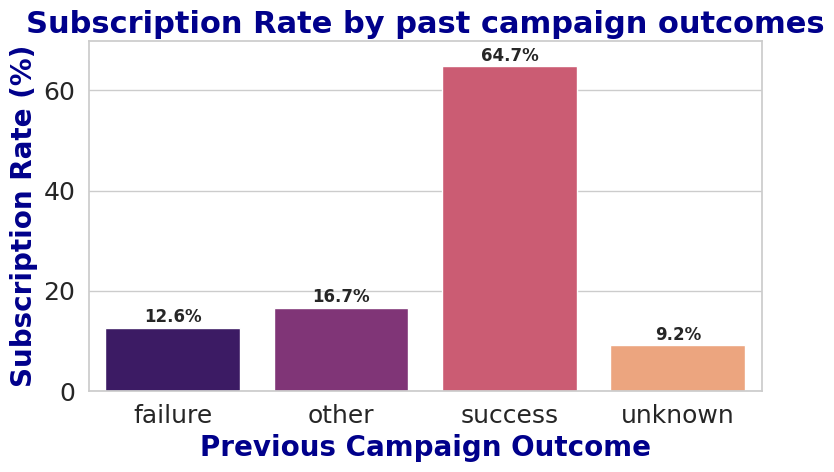 Subscription Rate by past campaign outcomes
Subscription Rate (%)
60
40
20
0
12.6%
16.7%
64.7%
9.2%
failure other success unknown
Previous Campaign Outcome